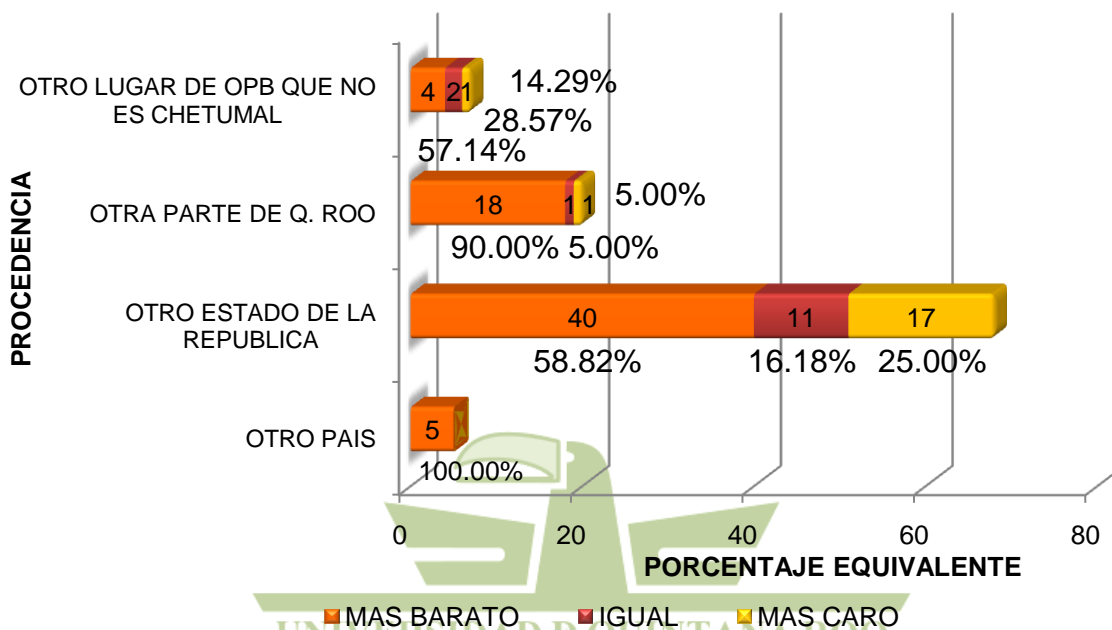 PROCEDENCIA
OTRO LUGAR DE OPB QUE NO
ES CHETUMAL
4 2 1 14.29%
28.57%
57.14%
OTRA PARTE DE Q. ROO
18 1 1 5.00%
90.00% 5.00%
OTRO ESTADO DE LA
REPUBLICA
40 11 17
58.82% 16.18% 25.00%
OTRO PAIS
5
100.00%
0 20 40 60 80
PORCENTAJE EQUIVALENTE
MAS BARATO IGUAL MAS CARO